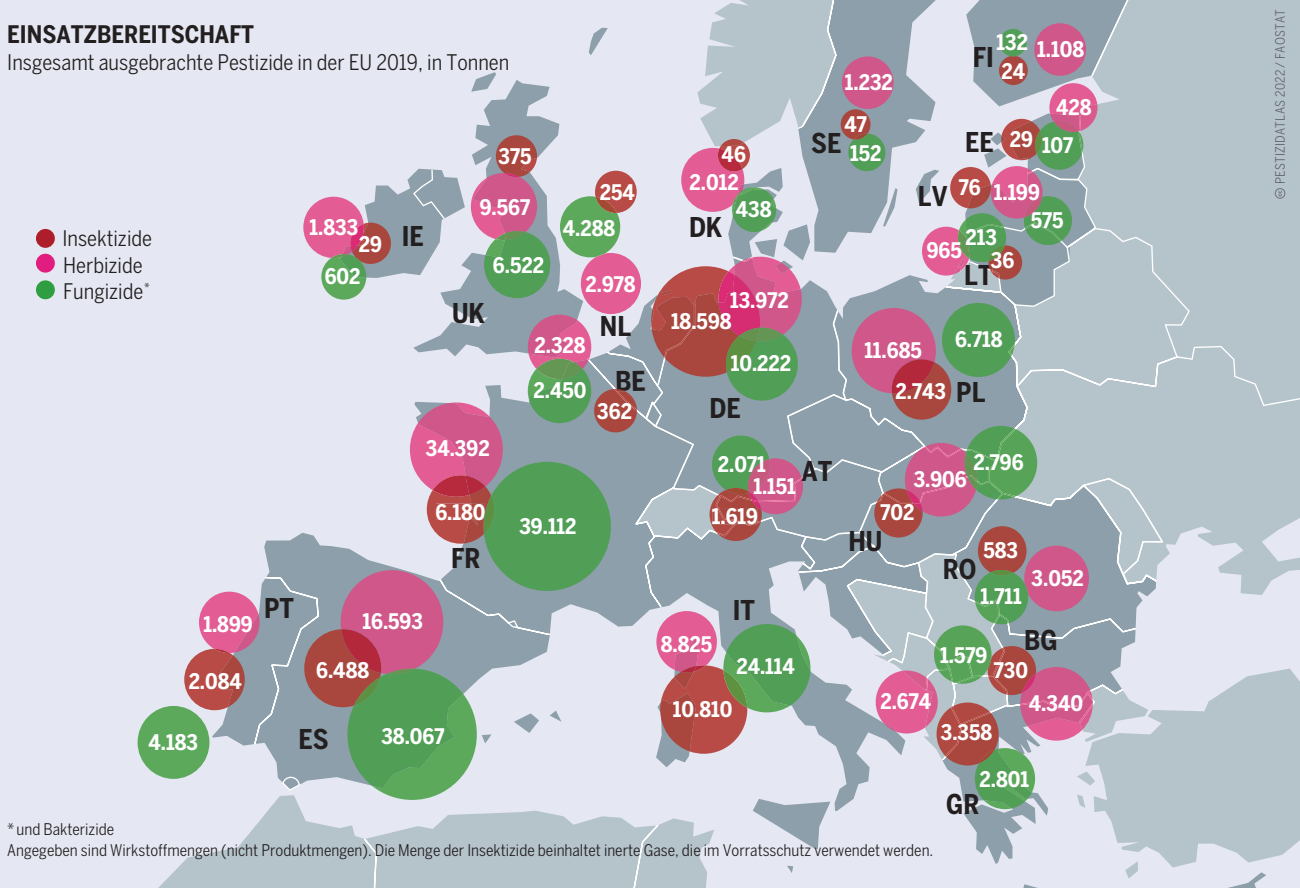 EINSATZBEREITSCHAFT
Insgesamt ausgebrachte Pestizide in der EU 2019, in Tonnen
© PESTIZIDATLAS 2022 / FAOSTAT
Insektizide
Herbizide
Fungizide*
FI
132
1.108
24
SE
1.232
47
152
EE
428
29
107
LV
76
1.199
575
LT
965
213
36
DK
46
2.012
438
IE
1.833
29
602
UK
375
9.567
6.522
NL
254
4.288
2.978
BE
2.328
2.450
362
DE
18.598
13.972
10.222
PL
11.685
6.718
2.743
FR
34.392
6.180
39.112
AT
2.071
1.151
1.619
HU
3.906
2.796
702
RO
583
3.052
1.711
PT
1.899
2.084
4.183
ES
16.593
6.488
38.067
IT
8.825
24.114
10.810
BG
1.579
730
4.340
GR
2.674
3.358
2.801
* und Bakterizide
Angegeben sind Wirkstoffmengen (nicht Produktmengen). Die Menge der Insektizide beinhaltet inerte Gase, die im Vorratsschutz verwendet werden.